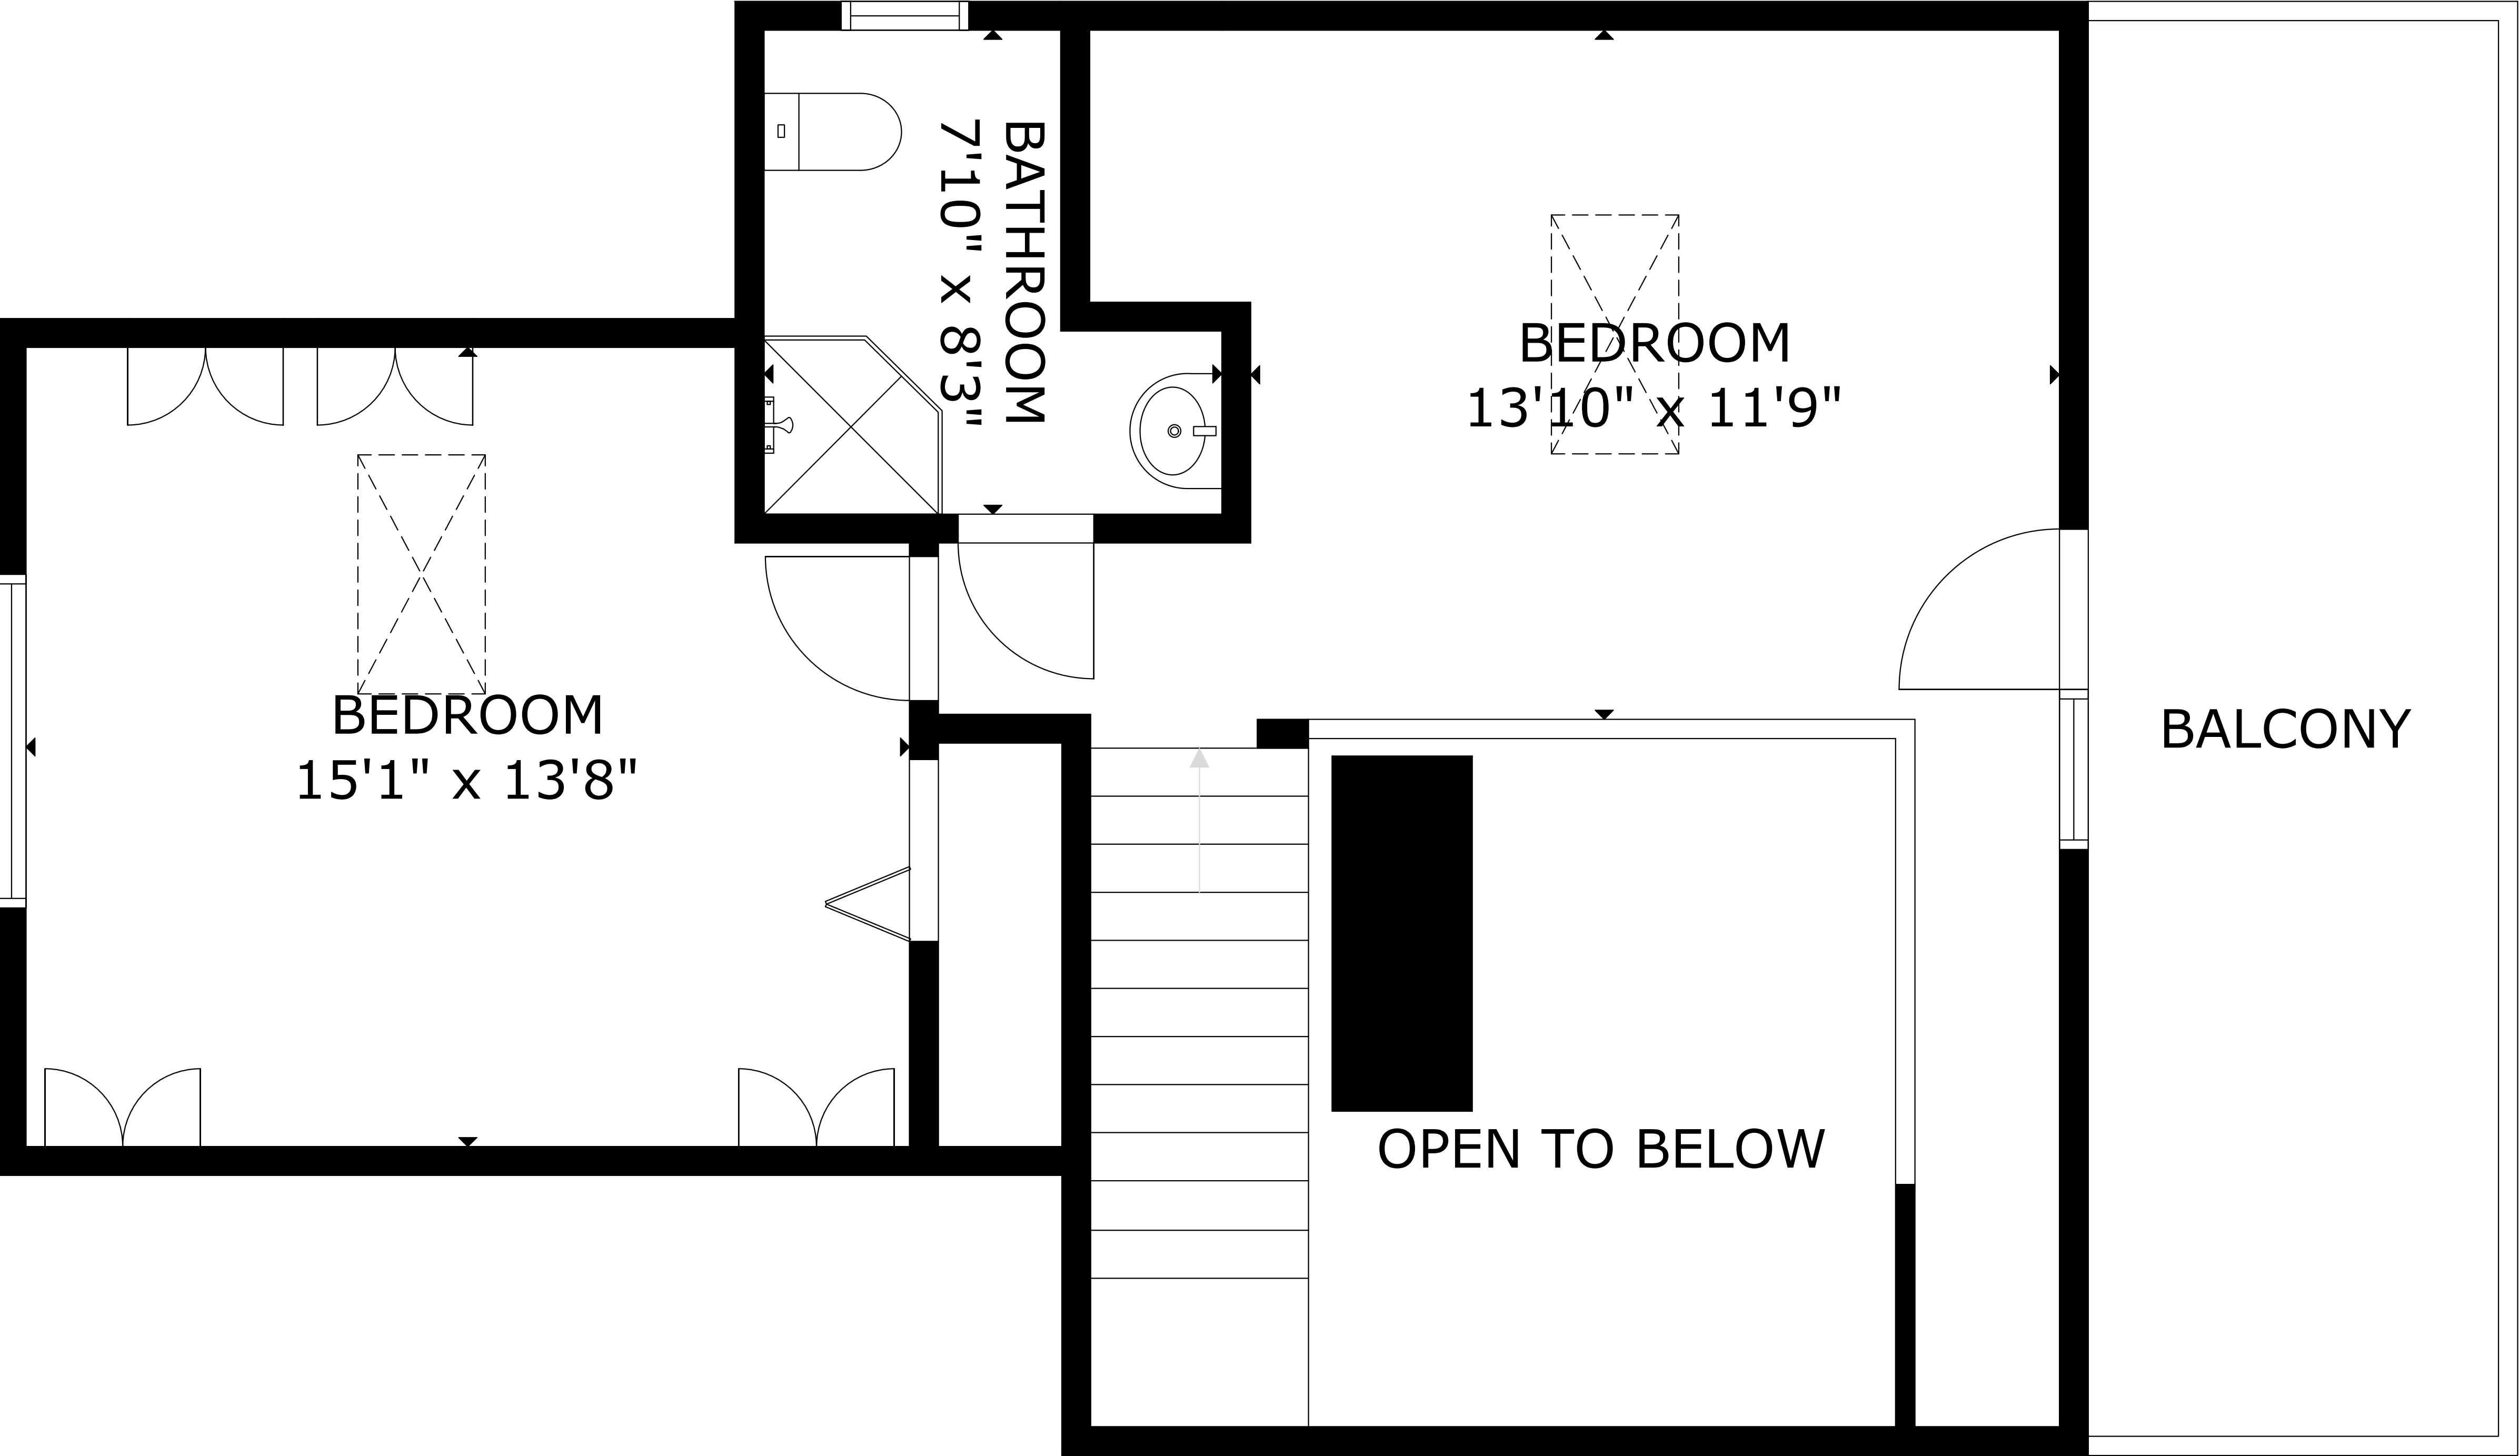 BATHROOM
7'10" x 8'3"
BEDROOM
13'10" x 11'9"
BEDROOM
15'1" x 13'8"
BALCONY
OPEN TO BELOW